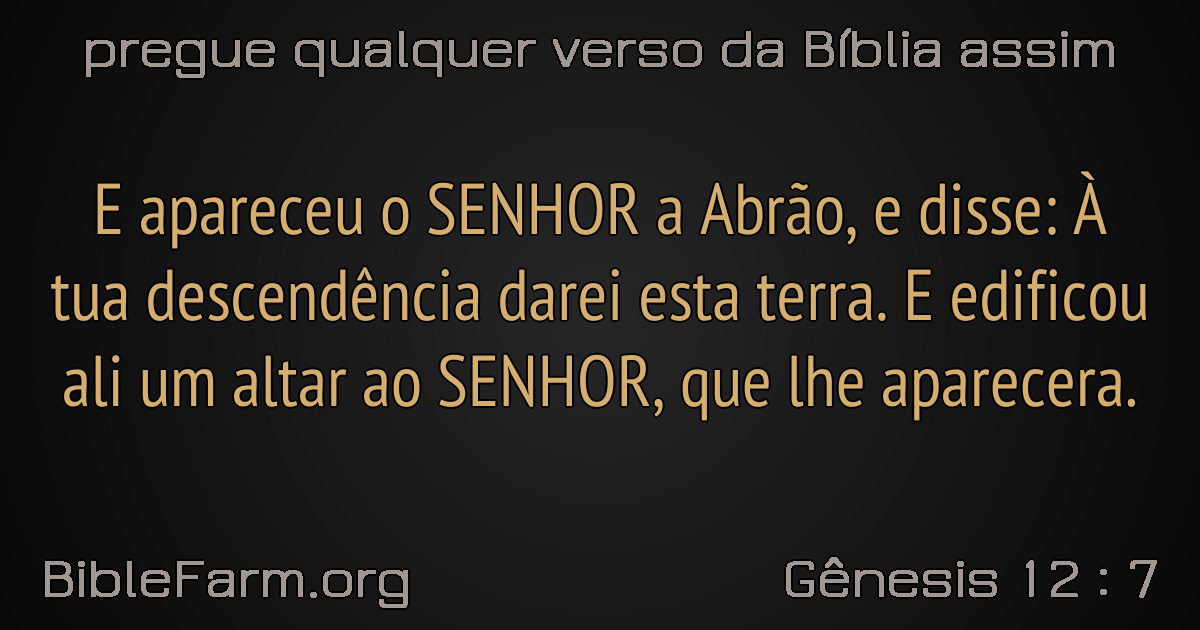 pregue qualquer verso da Bíblia assim
E apareceu o SENHOR a Abrão, e disse: À
tua descendência darei esta terra. E edificou
ali um altar ao SENHOR, que lhe aparecera.
BibleFarm.org
Gênesis 12 : 7